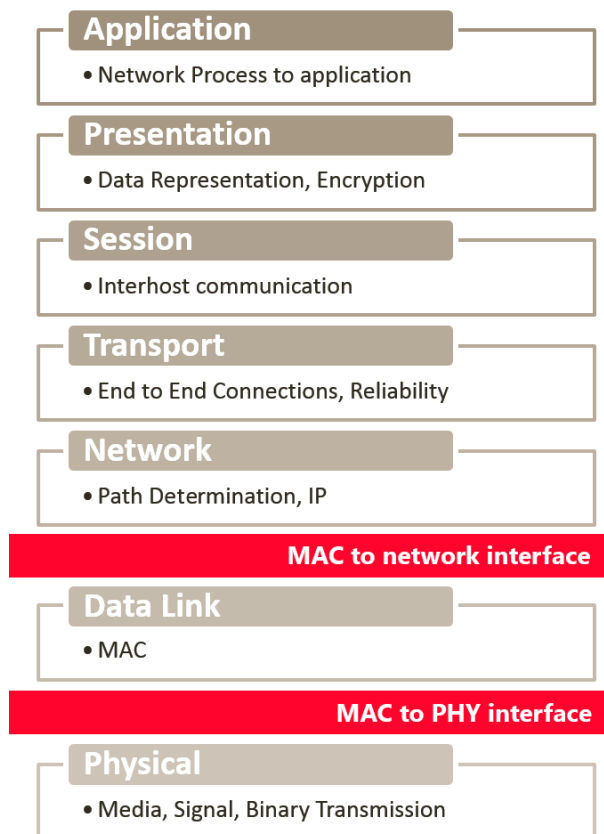 Application
• Network Process to application
Presentation
• Data Representation, Encryption
Session
• Interhost communication
Transport
• End to End Connections, Reliability
Network
• Path Determination, IP
MAC to network interface
Data Link
• MAC
MAC to PHY interface
Physical
• Media, Signal, Binary Transmission